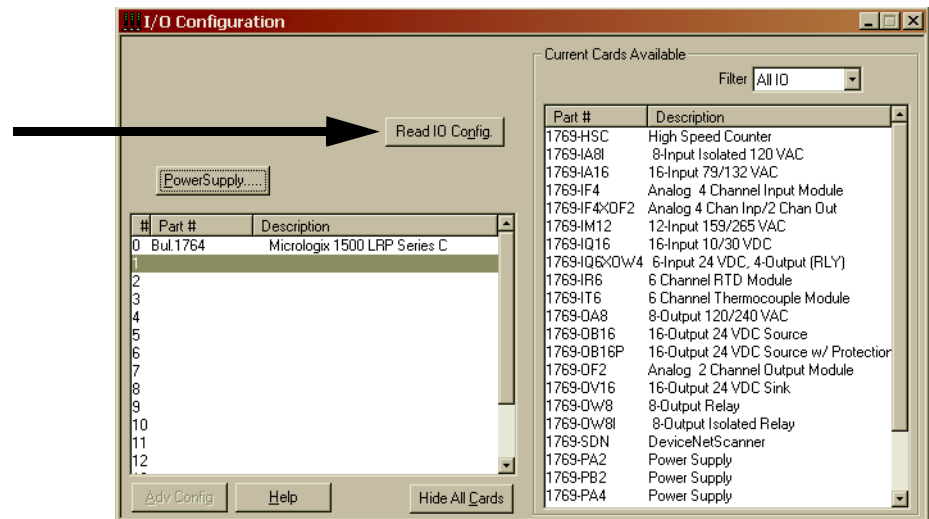 I/O Configuration
Current Cards Available
Filter All IO
Read IO Config.
PowerSupply.....
# Part # Description
0 Bul.1764 Micrologix 1500 LRP Series C
1
2
3
4
5
6
7
8
9
10
11
12
Part # Description
1769-HSC High Speed Counter
1769-IA8I 8-Input Isolated 120 VAC
1769-IA16 16-Input 79/132 VAC
1769-IF4 Analog 4 Channel Input Module
1769-IF4XOF2 Analog 4 Chan Inp/2 Chan Out
1769-IM12 12-Input 159/265 VAC
1769-IQ16 16-Input 10/30 VDC
1769-IQ6XOW4 6-Input 24 VDC, 4-Output (RLY)
1769-IR6 6 Channel RTD Module
1769-IT6 6 Channel Thermocouple Module
1769-OA8 8-Output 120/240 VAC
1769-OB16 16-Output 24 VDC Source
1769-OB16P 16-Output 24 VDC Source w/ Protection
1769-OF2 Analog 2 Channel Output Module
1769-OV16 16-Output 24 VDC Sink
1769-OW8 8-Output Relay
1769-OW8I 8-Output Isolated Relay
1769-SDN DeviceNetScanner
1769-PA2 Power Supply
1769-PB2 Power Supply
1769-PA4 Power Supply
Adv Config Help Hide All Cards